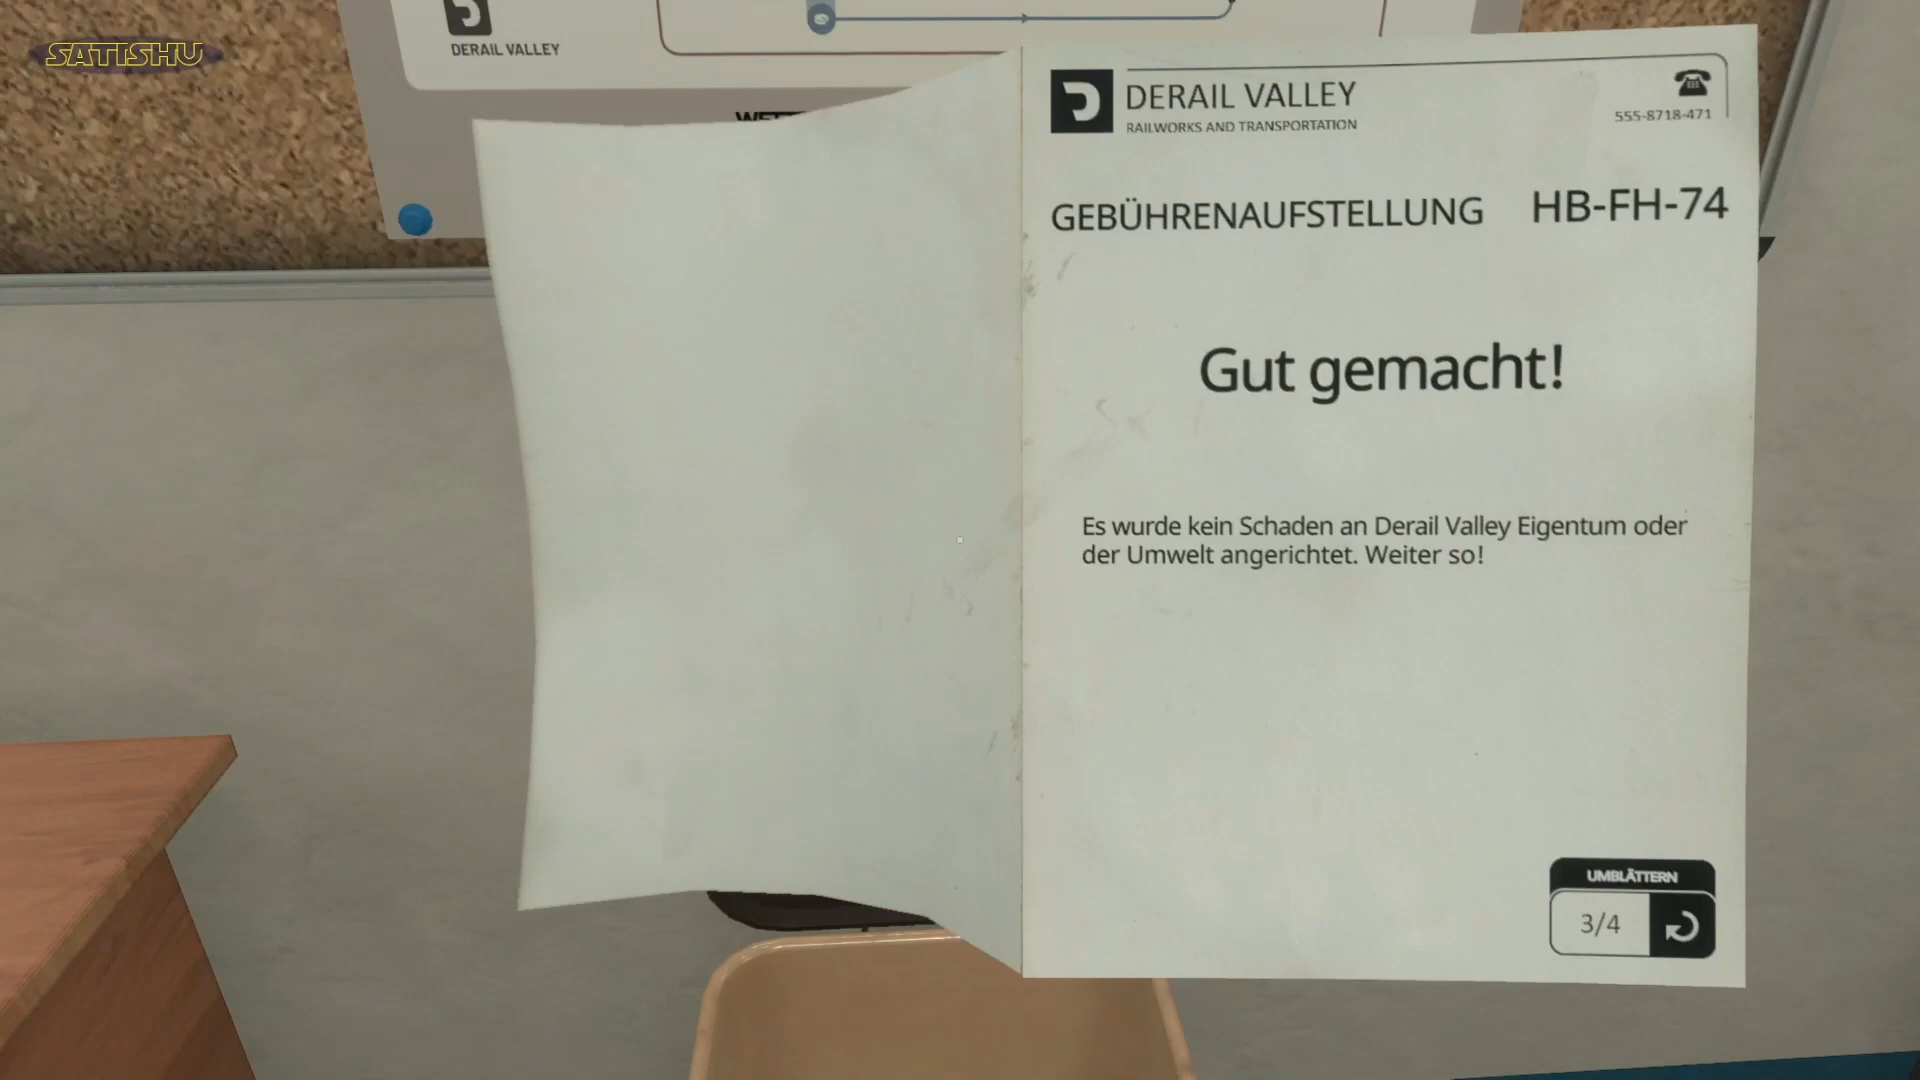 SATISHU
DERAIL VALLEY
DERAIL VALLEY
RAILWORKS AND TRANSPORTATION
555-8718-471
GEBÜHRENAUFSTELLUNG HB-FH-74
Gut gemacht!
Es wurde kein Schaden an Derail Valley Eigentum oder
der Umwelt angerichtet. Weiter so!
UMBLÄTTERN
3/4